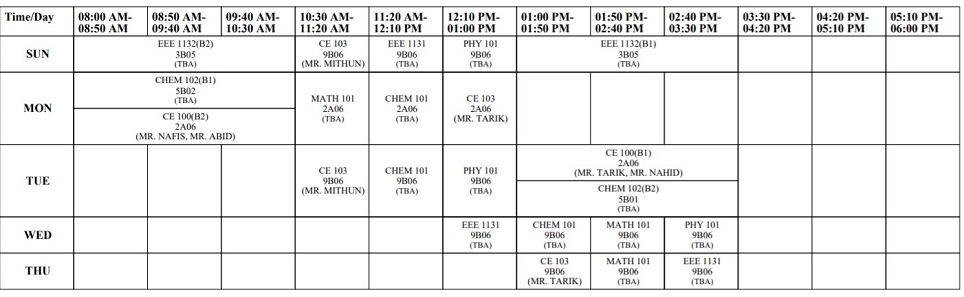 Time/Day
08:00 AM-
08:50 AM
08:50 AM-
09:40 AM
09:40 AM-
10:30 AM
10:30 AM-
11:20 AM
11:20 AM-
12:10 PM
12:10 PM-
01:00 PM
01:00 PM-
01:50 PM
01:50 PM-
02:40 PM
02:40 PM-
03:30 PM
03:30 PM-
04:20 PM
04:20 PM-
05:10 PM
05:10 PM-
06:00 PM
SUN
EEE 1132(B2)
3B05
(TBA)
CE 103
9B06
(MR. MITHUN)
EEE 1131
9B06
(TBA)
PHY 101
9B06
(TBA)
EEE 1132(B1)
3B05
(TBA)
MON
CHEM 102(B1)
5B02
(TBA)
CE 100(B2)
2A06
(MR. NAFIS, MR. ABID)
MATH 101
2A06
(TBA)
CHEM 101
2A06
(TBA)
CE 103
2A06
(MR. TARIK)
TUE
CE 103
9B06
(MR. MITHUN)
CHEM 101
9B06
(TBA)
PHY 101
9B06
(TBA)
CE 100(B1)
2A06
(MR. TARIK, MR. NAHID)
CHEM 102(B2)
5B01
(TBA)
WED
EEE 1131
9B06
(TBA)
CHEM 101
9B06
(TBA)
MATH 101
9B06
(TBA)
PHY 101
9B06
(TBA)
THU
CE 103
9B06
(MR. TARIK)
MATH 101
9B06
(TBA)
EEE 1131
9B06
(TBA)